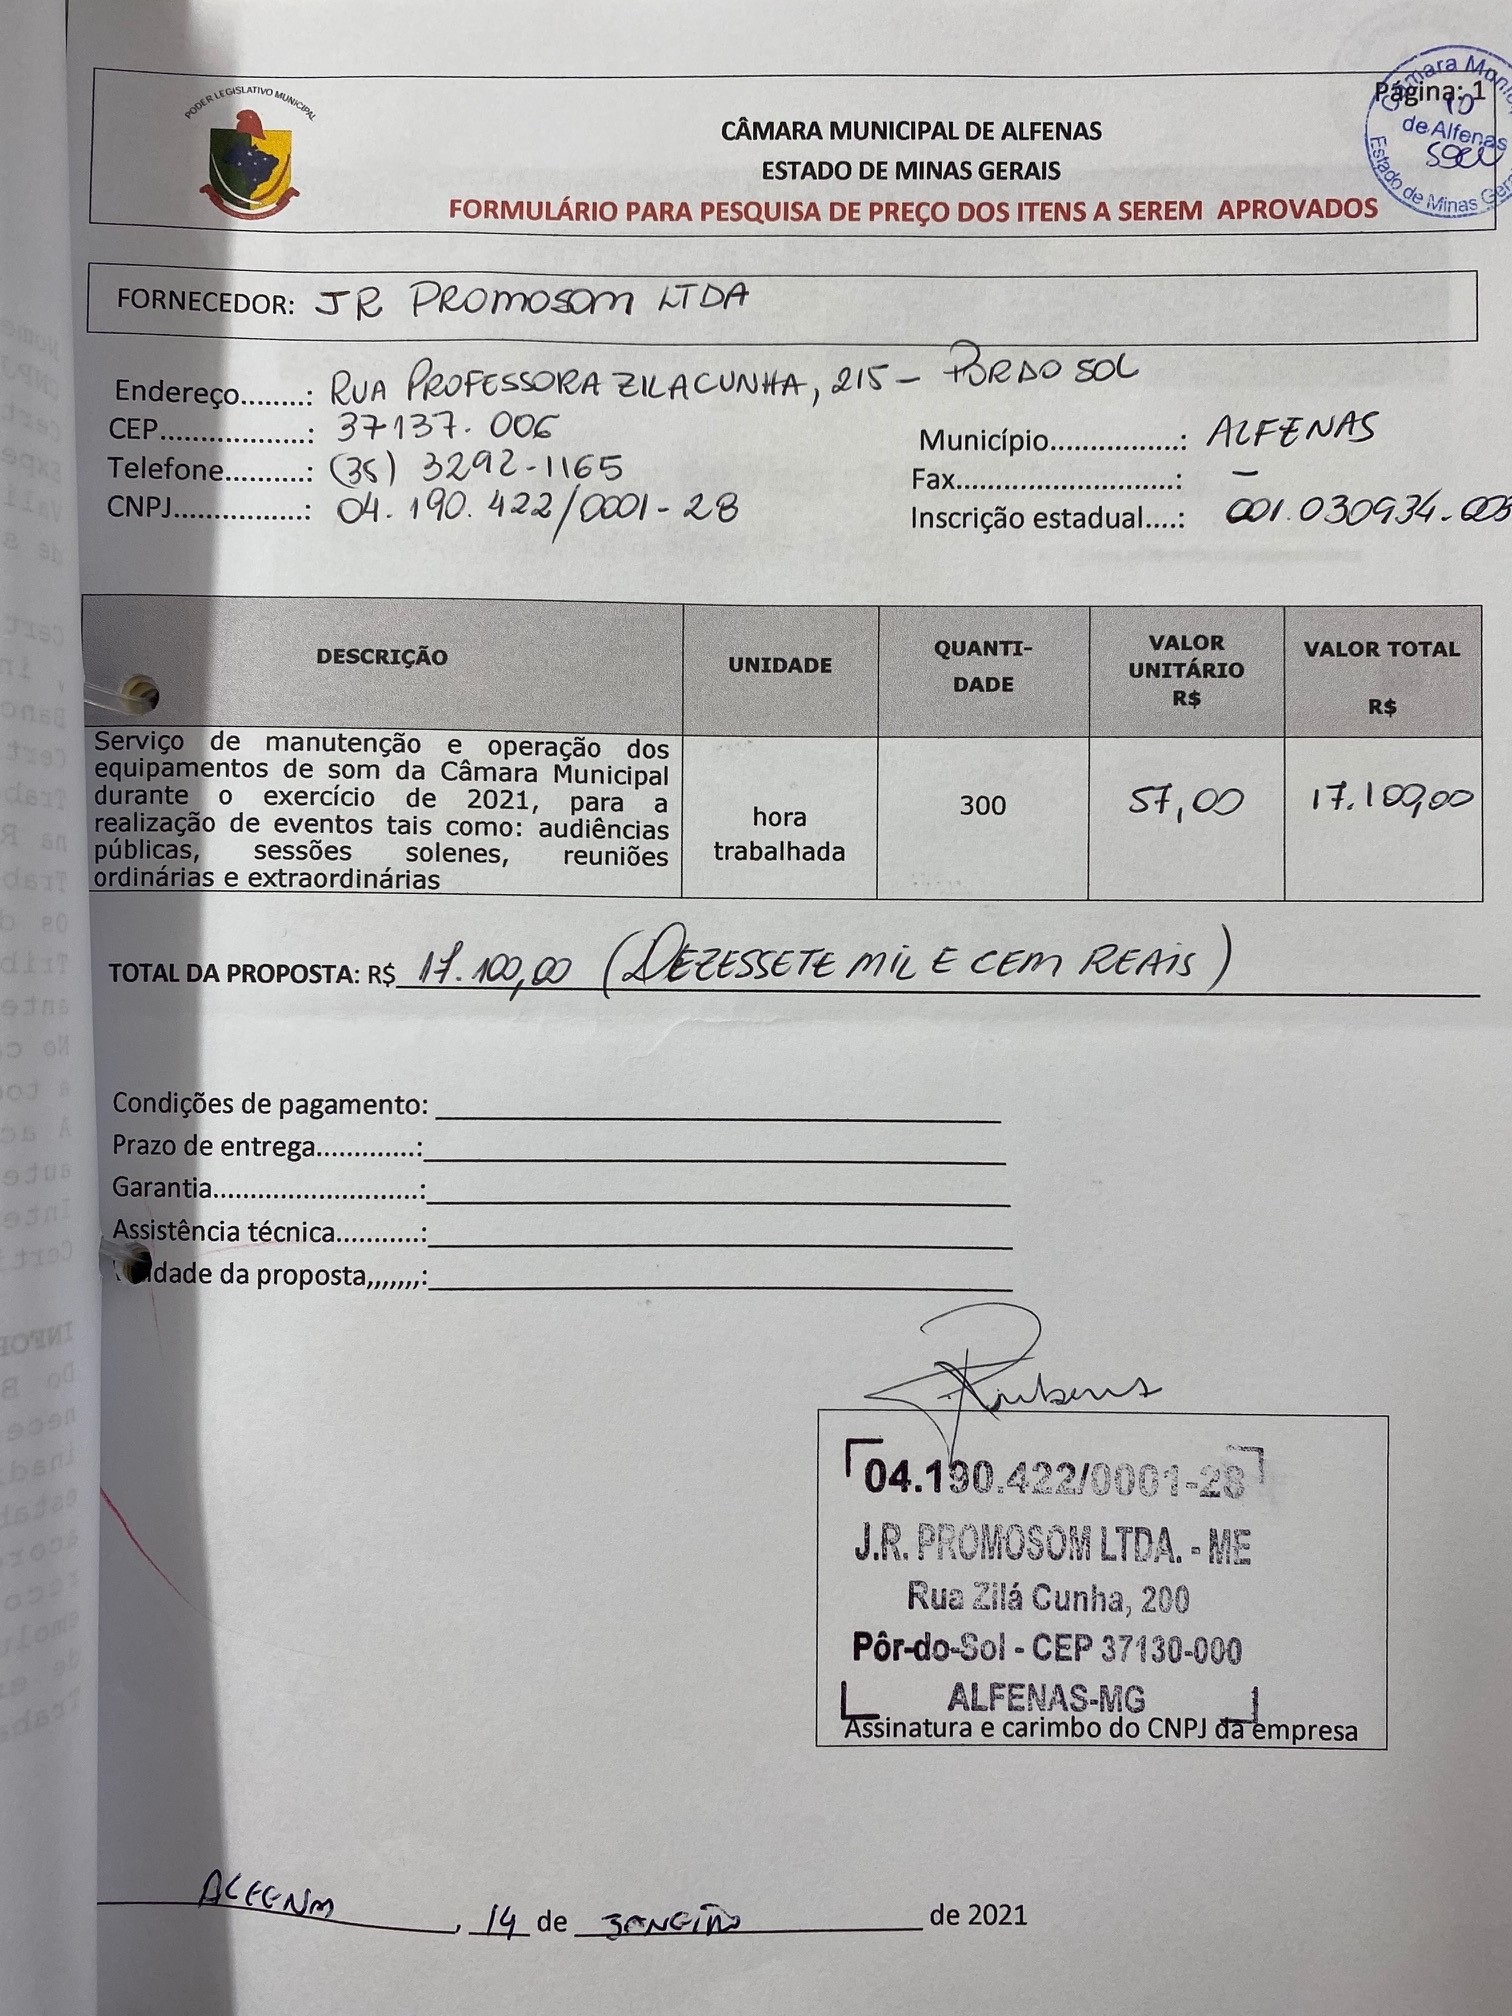 PODER LEGISLATIVO MUNICIPAL
Página: 1
Câmara
10
de Alfenas
Estado de Minas
CÂMARA MUNICIPAL DE ALFENAS
ESTADO DE MINAS GERAIS
FORMULÁRIO PARA PESQUISA DE PREÇO DOS ITENS A SEREM APROVADOS
FORNECEDOR: JR PROMOSOM LTDA
Endereço........: RUA PROFESSORA ZILA CUNHA, 215 - PÔR DO SOL
CEP...................: 37137.006
Município.................: ALFENAS
Telefone...........: (35) 3292-1165
Fax............................: -
CNPJ.................: 04.190.422/0001-28
Inscrição estadual....: 001.030934.003
DESCRIÇÃO UNIDADE QUANTI-DADE VALOR UNITÁRIO R$ VALOR TOTAL R$
Serviço de manutenção e operação dos
equipamentos de som da Câmara Municipal
durante o exercício de 2021, para a
realização de eventos tais como: audiências
públicas, sessões solenes, reuniões
ordinárias e extraordinárias
hora
trabalhada
300
57,00
17.100,00
TOTAL DA PROPOSTA: R$ 17.100,00 (DEZESSETE MIL E CEM REAIS)
Condições de pagamento:
Prazo de entrega.............:
Garantia...........................:
Assistência técnica...........:
dade da proposta,,,,,,,:
Rubens
04.190.422/0001-28
J.R. PROMOSOM LTDA. - ME
Rua Zilá Cunha, 200
Pôr-do-Sol - CEP 37130-000
ALFENAS-MG
Assinatura e carimbo do CNPJ da empresa
, 14 de de 2021